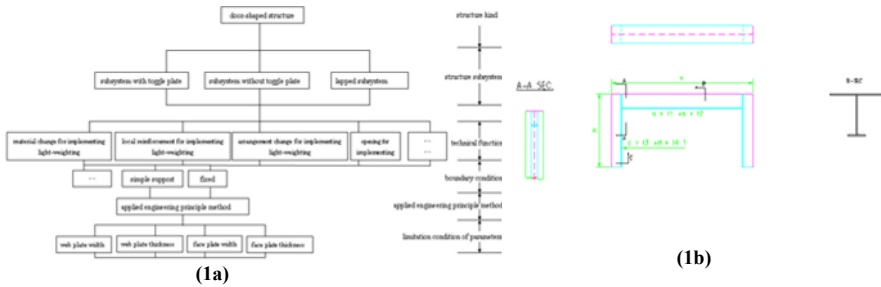 door-shaped structure
structure kind
subsystem with toggle plate
subsystem without toggle plate
lapped subsystem
structure subsystem
material change for implementing
light-weighting
local reinforcement for implementing
light-weighting
arrangement change for implementing
light-weighting
opening for
implementing
technical function
simple support
fixed
boundary condition
applied engineering principle method
applied engineering principle method
web plate width
web plate thickness
face plate width
face plate thickness
limitation condition of parameters
(1a)
A-A SEC.
A
B
(1b)